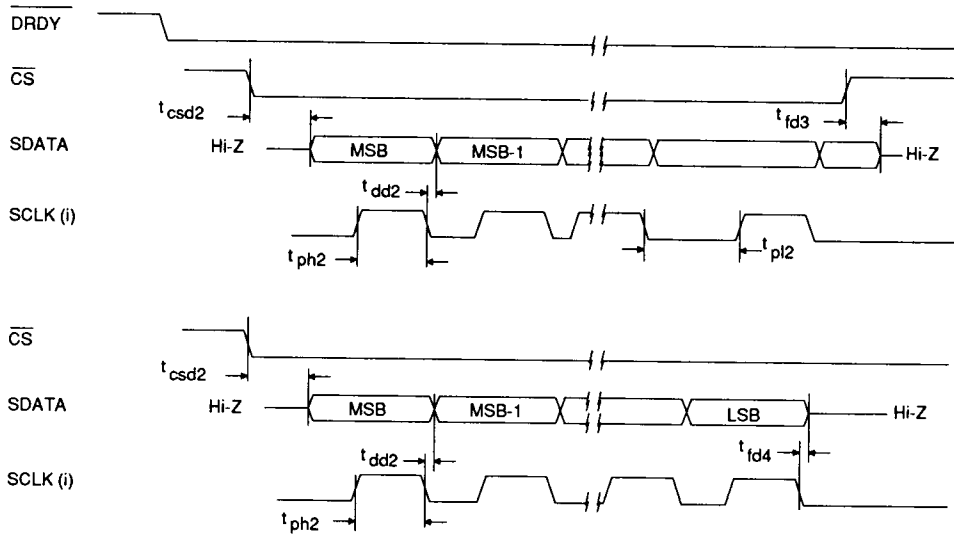 DRDY
CS
t csd2
t fd3
SDATA
Hi-Z
MSB
MSB-1
Hi-Z
t dd2
SCLK (i)
t ph2
t pl2
CS
t csd2
SDATA
Hi-Z
MSB
MSB-1
LSB
Hi-Z
t dd2
t fd4
SCLK (i)
t ph2